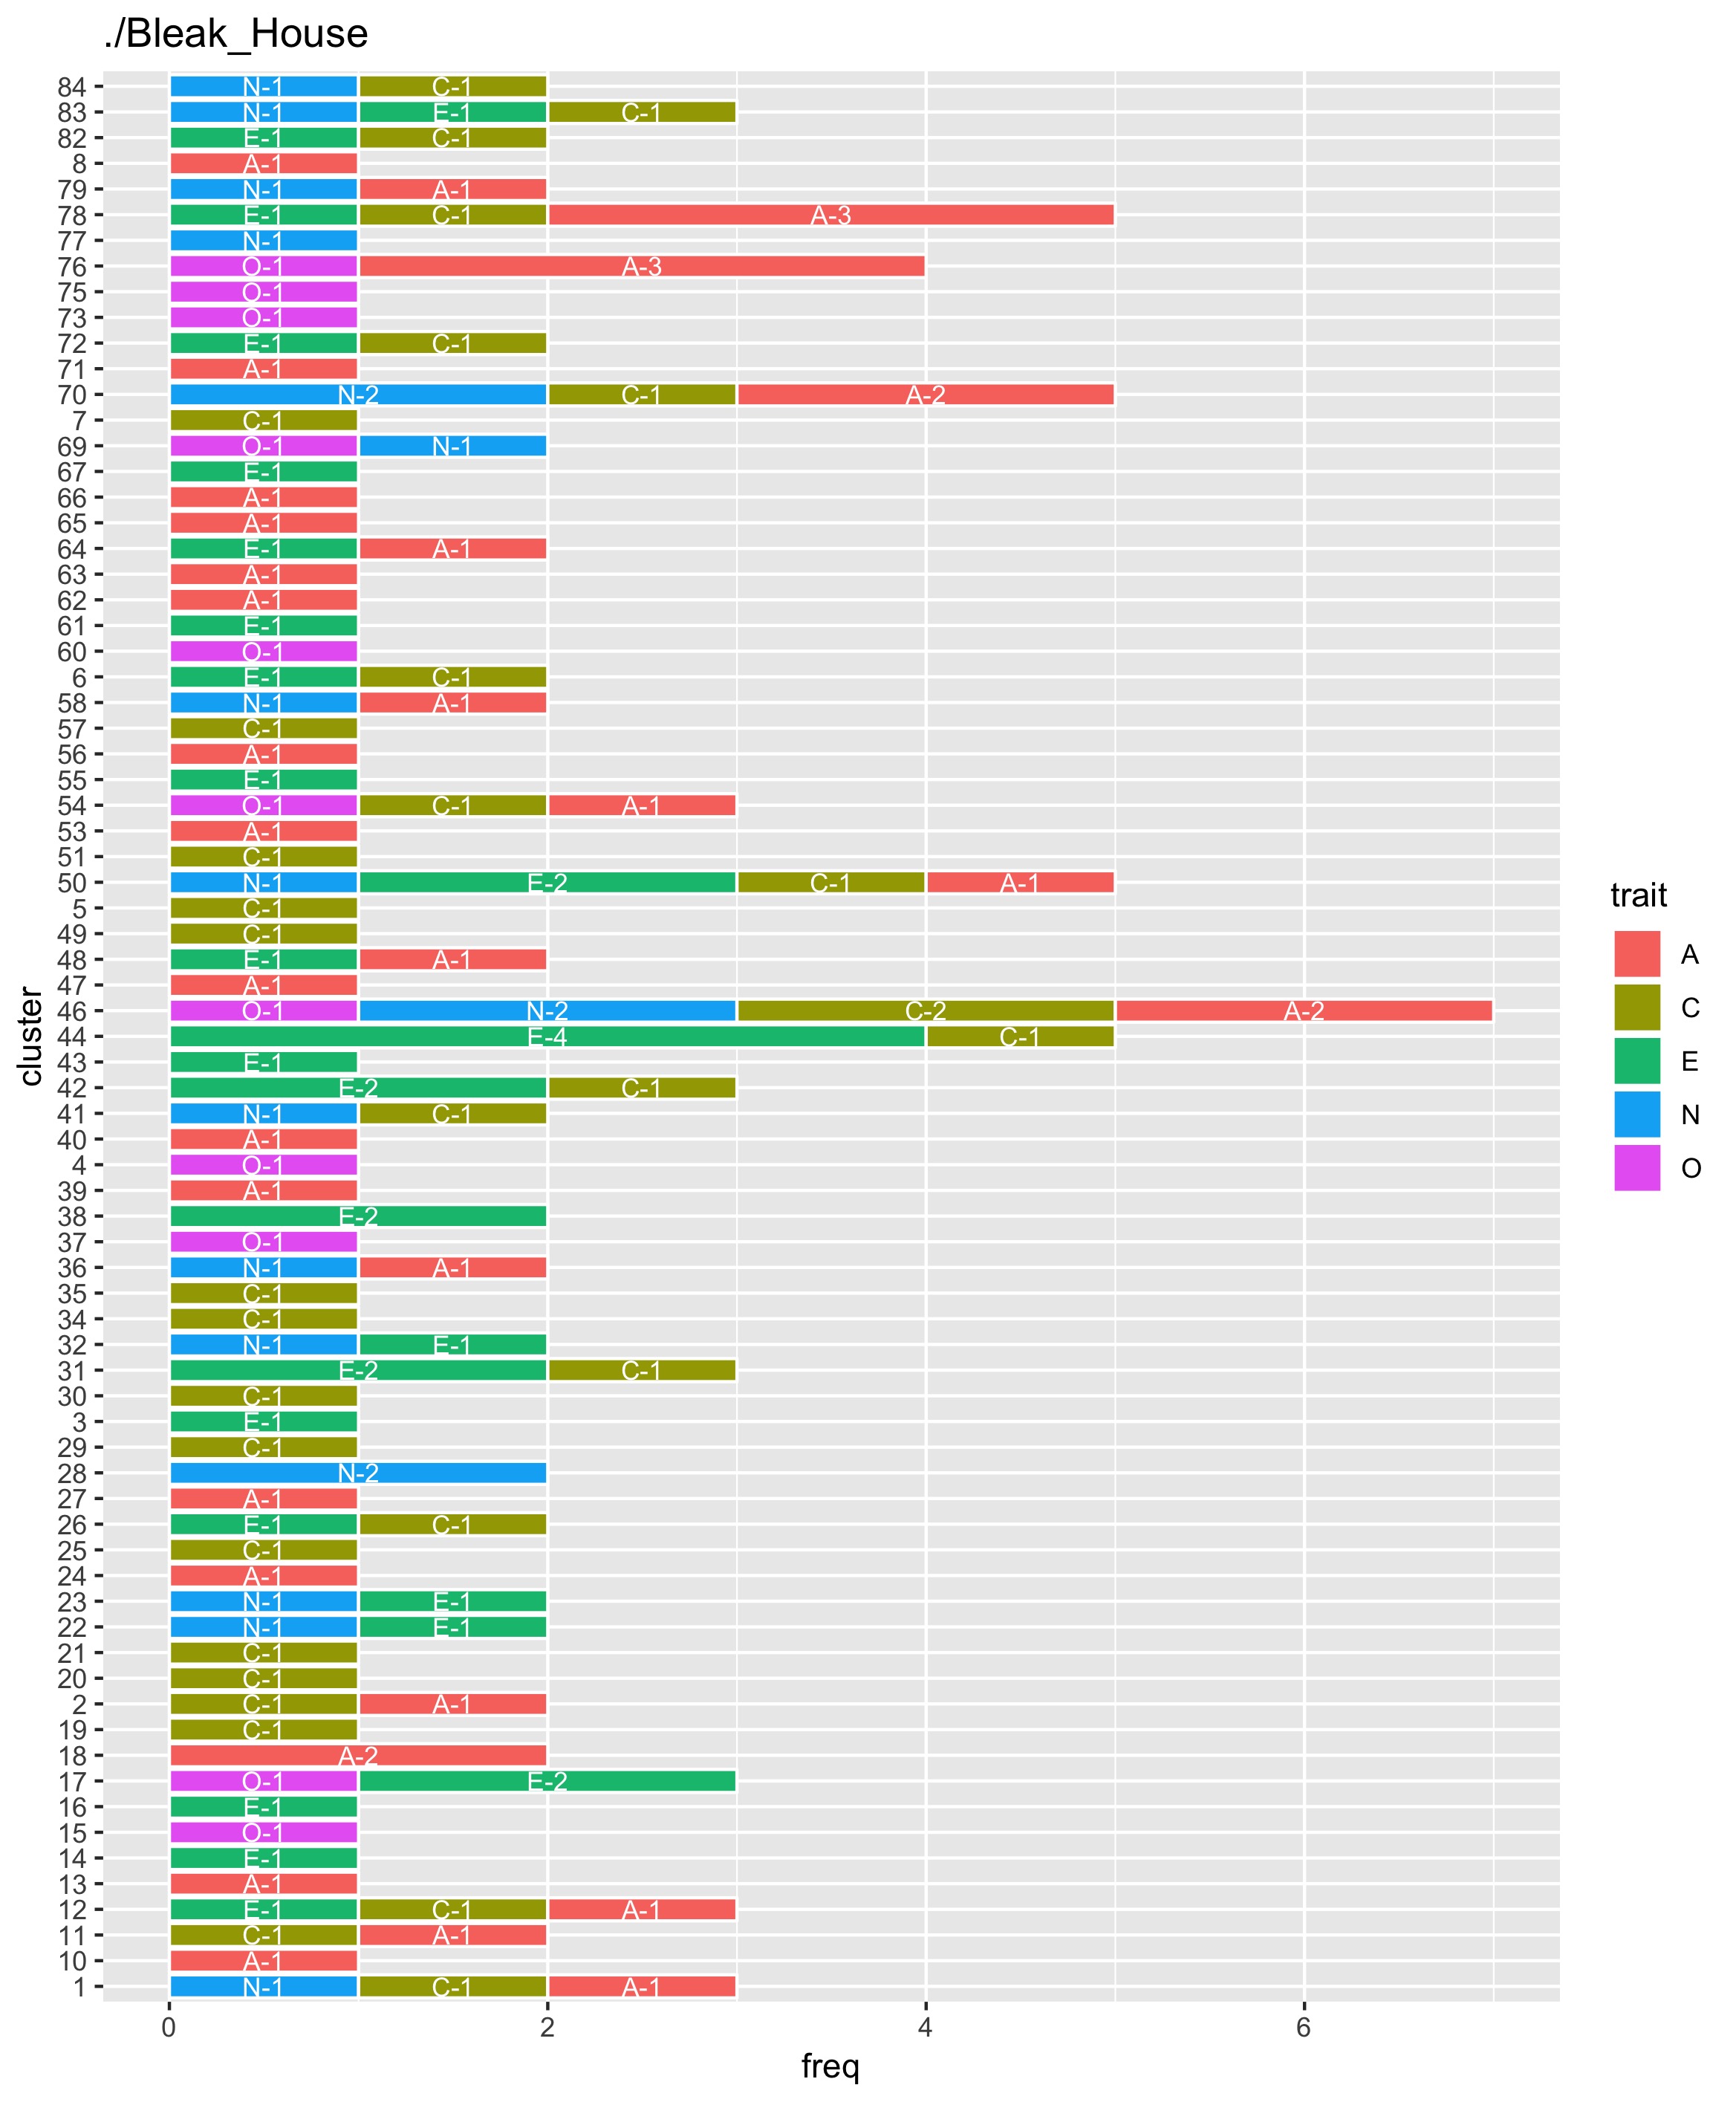 ./Bleak_House
84 N-1 C-1
83 N-1 E-1 C-1
82 E-1 C-1
8 A-1
79 N-1 A-1
78 E-1 C-1 A-3
77 N-1
76 O-1 A-3
75 O-1
73 O-1
72 E-1 C-1
71 A-1
70 N-2 C-1 A-2
7 C-1
69 O-1 N-1
67 E-1
66 A-1
65 A-1
64 E-1 A-1
63 A-1
62 A-1
61 E-1
60 O-1
6 E-1 C-1
58 N-1 A-1
57 C-1
56 A-1
55 E-1
54 O-1 C-1 A-1
53 A-1
51 C-1
50 N-1 E-2 C-1 A-1
5 C-1
49 C-1
48 E-1 A-1
47 A-1
46 O-1 N-2 C-2 A-2
44 E-4 C-1
43 E-1
42 E-2 C-1
41 N-1 C-1
40 A-1
4 O-1
39 A-1
38 E-2
37 O-1
36 N-1 A-1
35 C-1
34 C-1
32 N-1 E-1
31 E-2 C-1
30 C-1
3 E-1
29 C-1
28 N-2
27 A-1
26 E-1 C-1
25 C-1
24 A-1
23 N-1 E-1
22 N-1 E-1
21 C-1
20 C-1
2 C-1 A-1
19 C-1
18 A-2
17 O-1 E-2
16 E-1
15 O-1
14 E-1
13 A-1
12 E-1 C-1 A-1
11 C-1 A-1
10 A-1
1 N-1 C-1 A-1
0 2 4 6
freq
cluster
trait
A
C
E
N
O